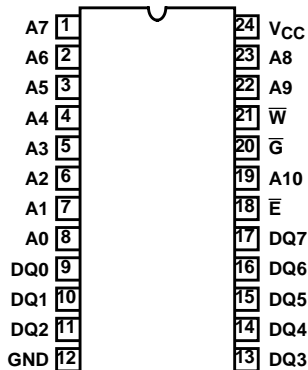 A7 1 24 VCC
A6 2 23 A8
A5 3 22 A9
A4 4 21 W̅
A3 5 20 G̅
A2 6 19 A10
A1 7 18 E̅
A0 8 17 DQ7
DQ0 9 16 DQ6
DQ1 10 15 DQ5
DQ2 11 14 DQ4
GND 12 13 DQ3